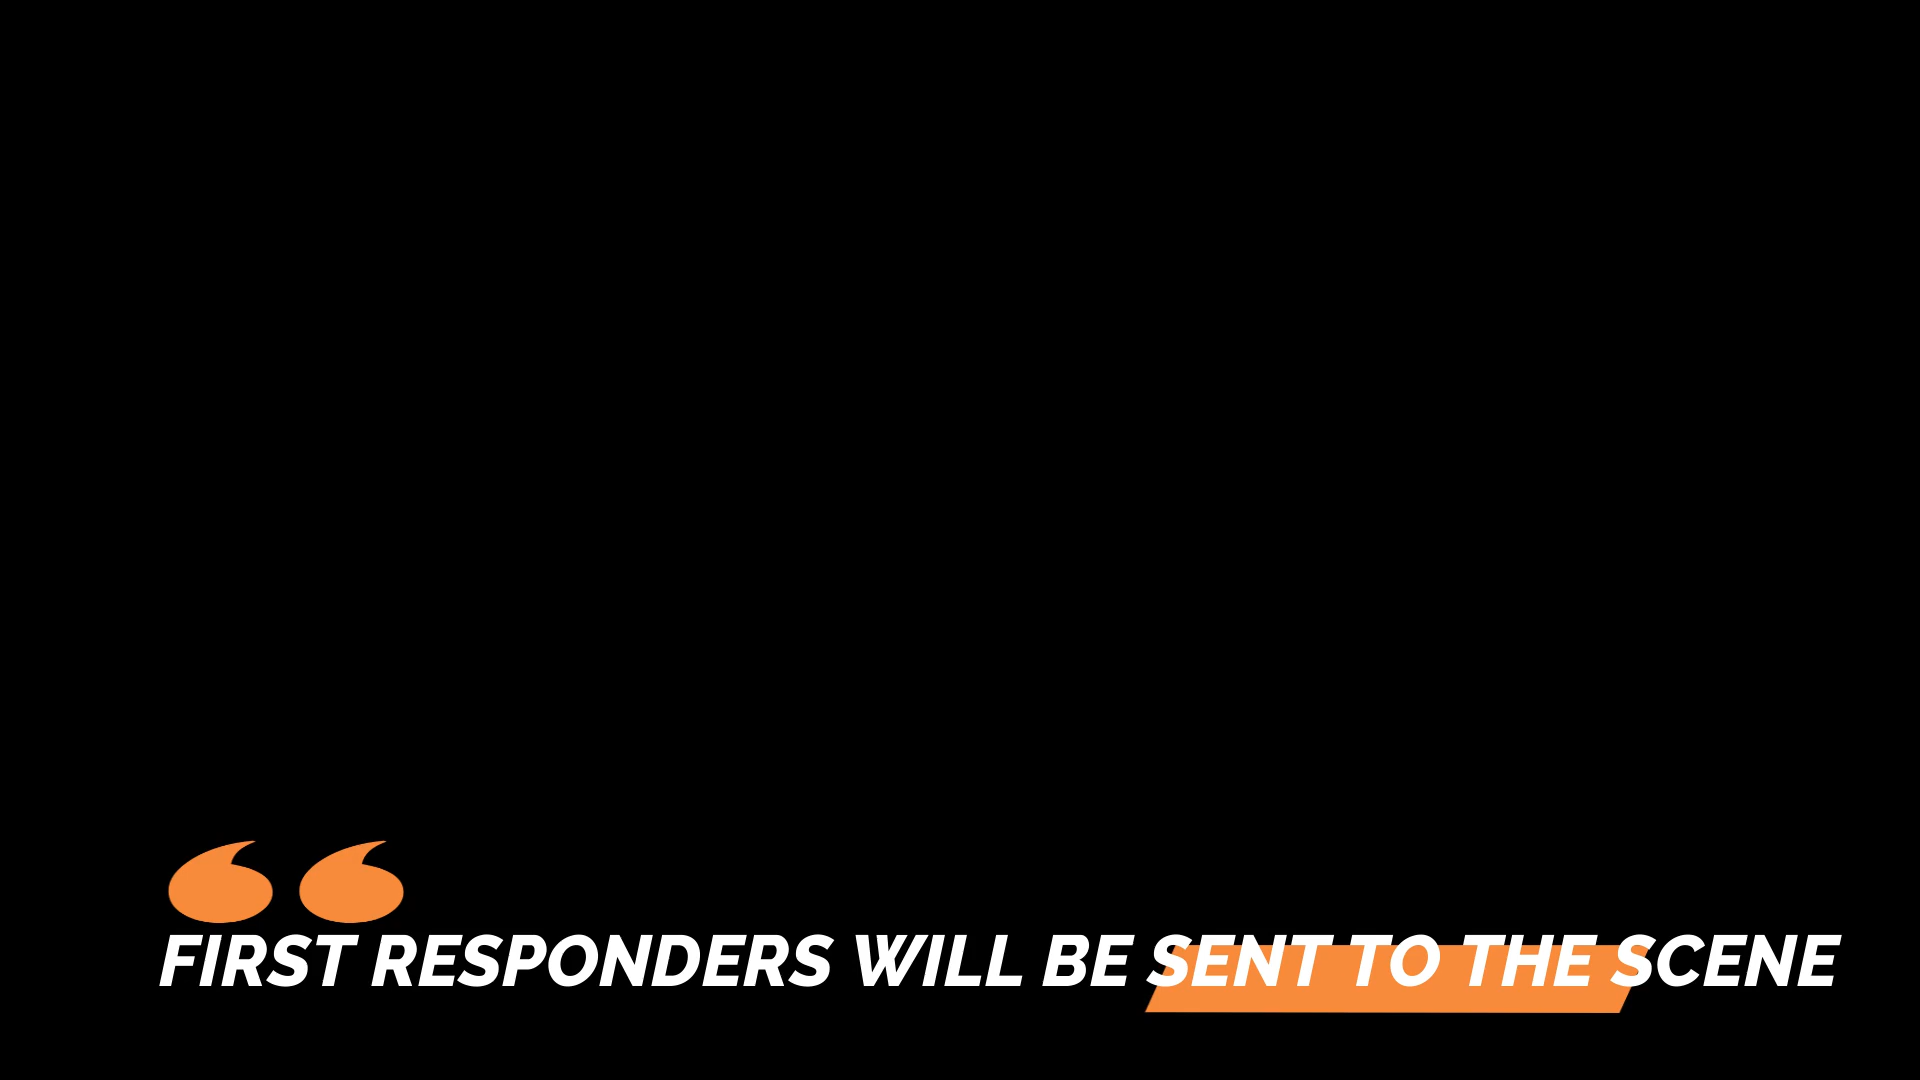 “
FIRST RESPONDERS WILL BE SENT TO THE SCENE